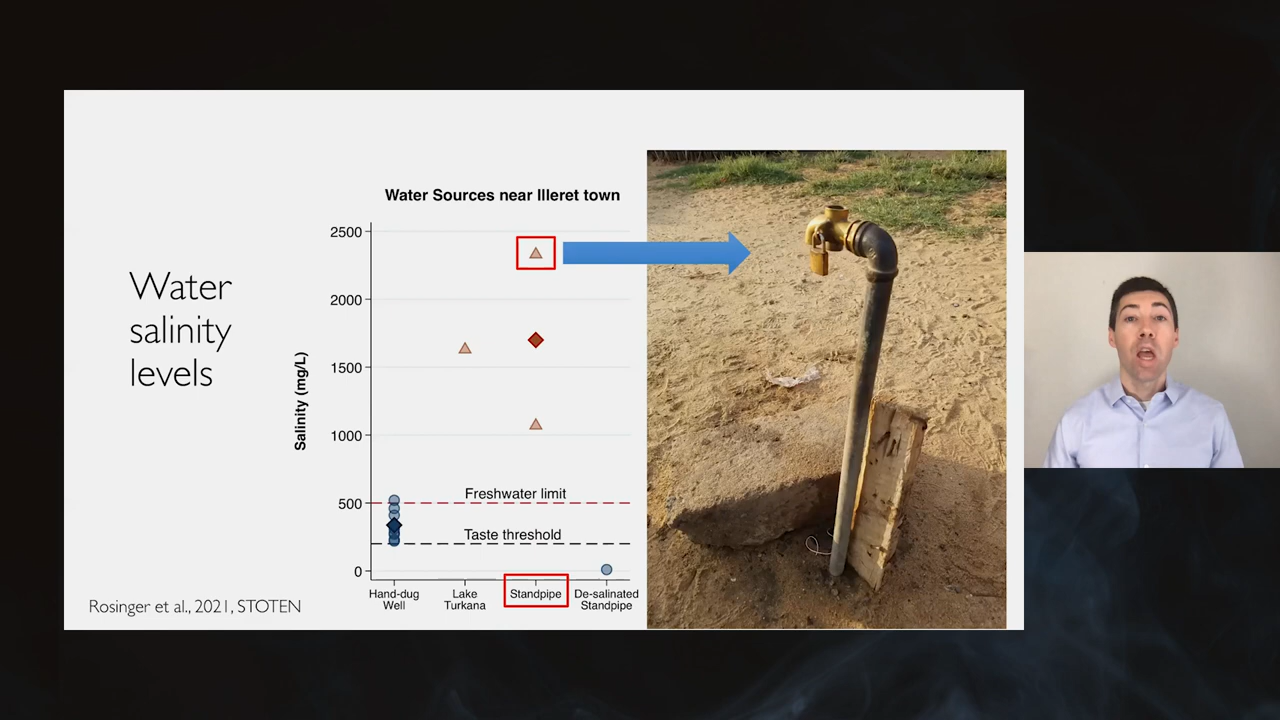 Water
salinity
levels
Water Sources near Illeret town
Salinity (mg/L)
2500
2000
1500
1000
500
0
Freshwater limit
Taste threshold
Hand-dug
Well
Lake
Turkana
Standpipe
De-salinated
Standpipe
Rosinger et al., 2021, STOTEN